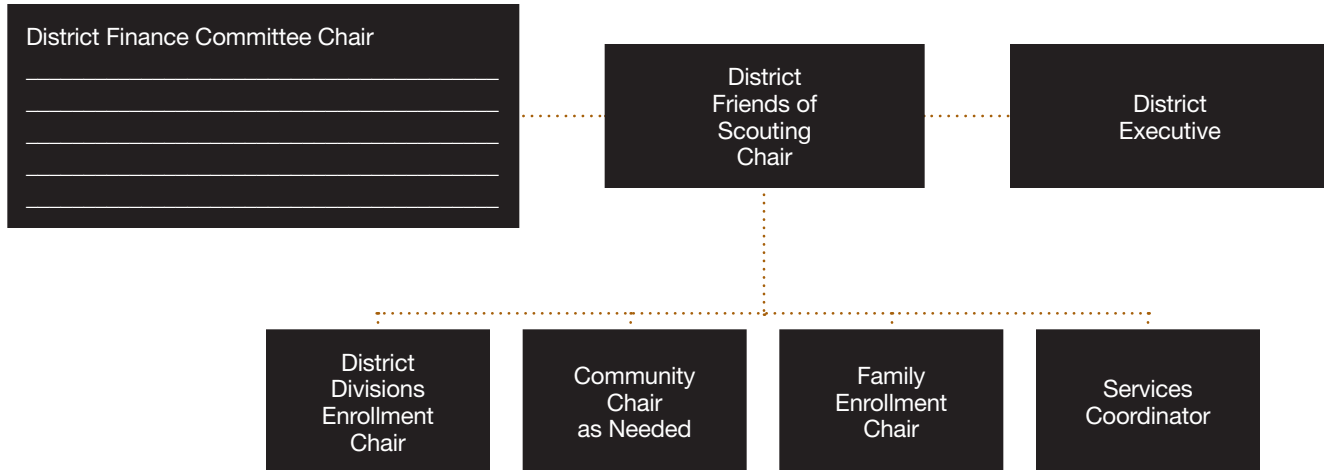 District Finance Committee Chair
District
Friends of
Scouting
Chair
District
Executive
District
Divisions
Enrollment
Chair
Community
Chair
as Needed
Family
Enrollment
Chair
Services
Coordinator